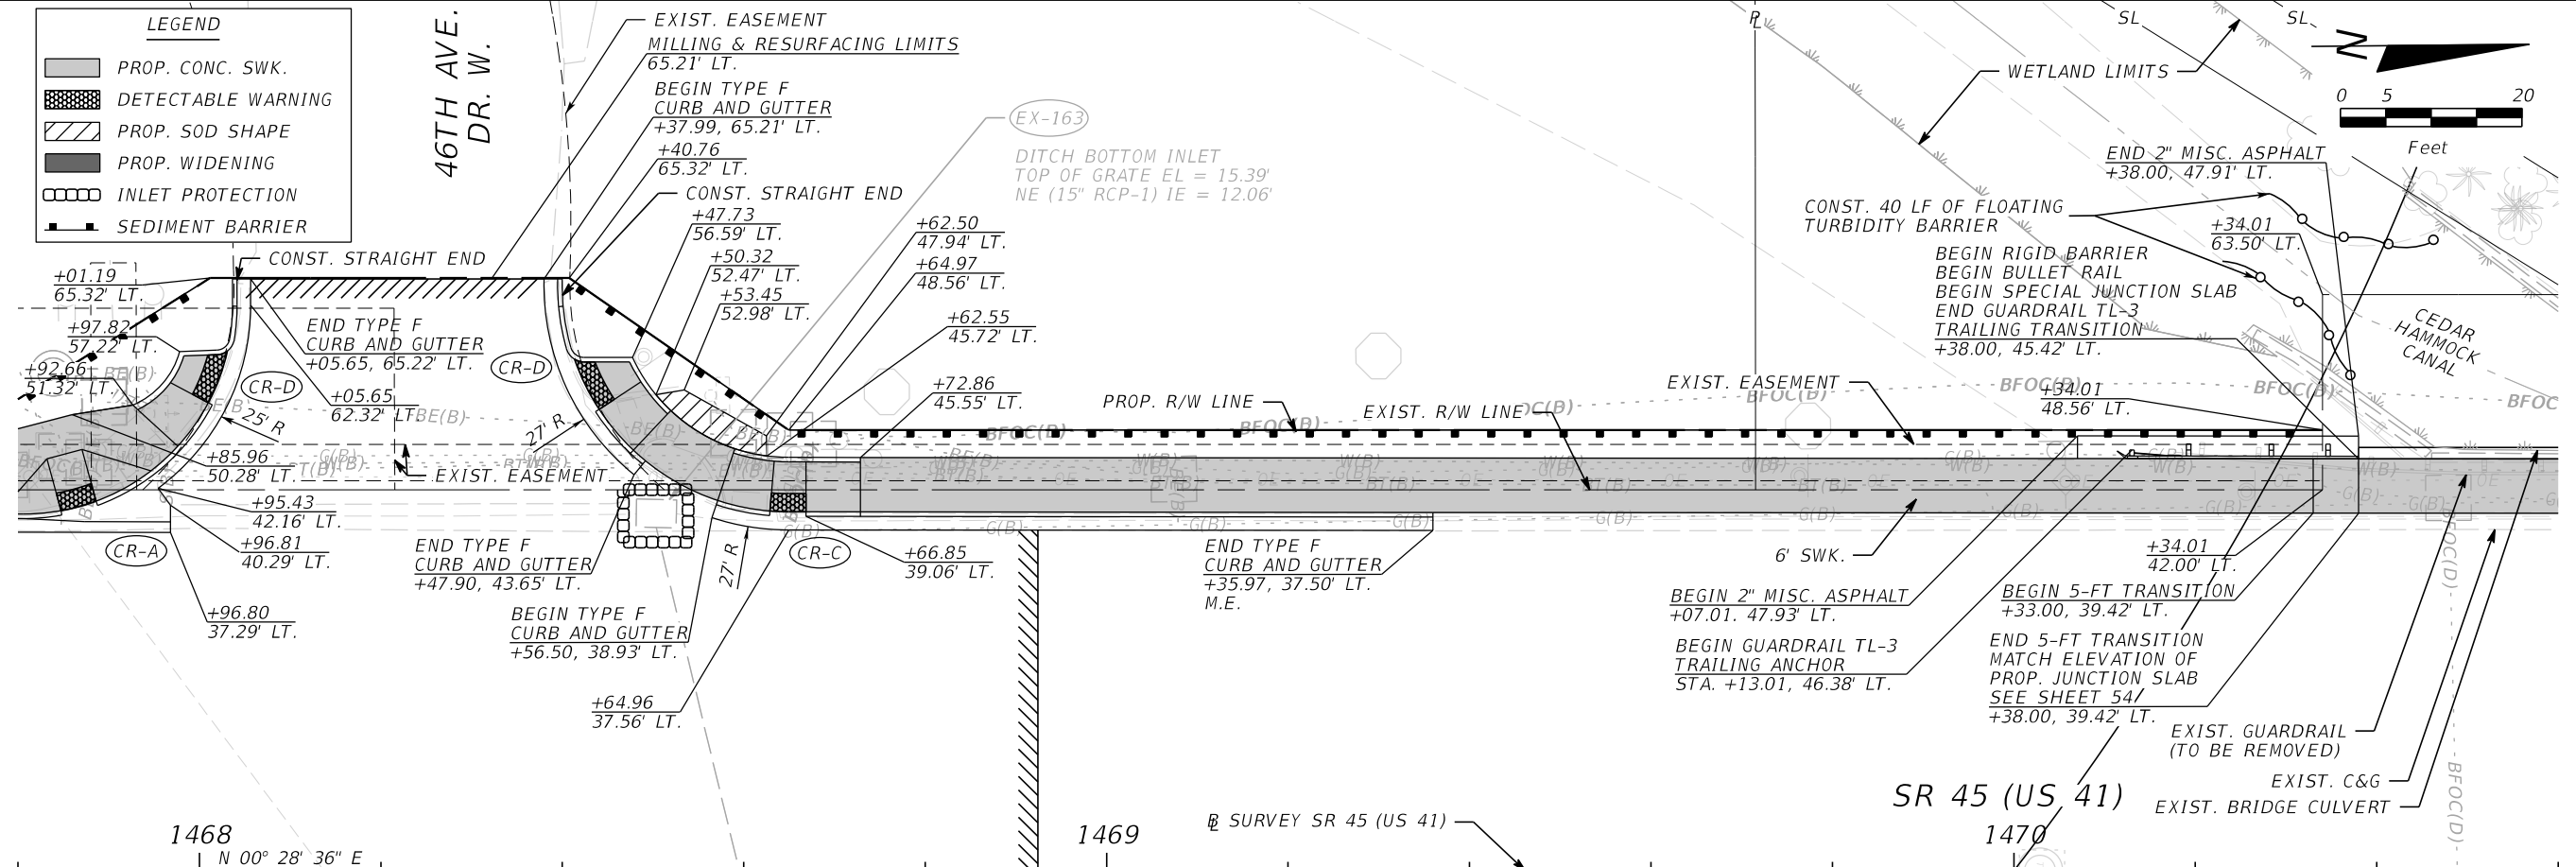 LEGEND
PROP. CONC. SWK.
DETECTABLE WARNING
PROP. SOD SHAPE
PROP. WIDENING
INLET PROTECTION
SEDIMENT BARRIER
46TH AVE.
DR. W.
EXIST. EASEMENT
MILLING & RESURFACING LIMITS
65.21' LT.
BEGIN TYPE F
CURB AND GUTTER
+37.99, 65.21' LT.
+40.76
65.32' LT.
CONST. STRAIGHT END
+47.73
56.59' LT.
+50.32
52.47' LT.
+53.45
52.98' LT.
EX-163
DITCH BOTTOM INLET
TOP OF GRATE EL = 15.39'
NE (15" RCP-1) IE = 12.06'
+62.50
47.94' LT.
+64.97
48.56' LT.
+62.55
45.72' LT.
+72.86
45.55' LT.
CONST. STRAIGHT END
+01.19
65.32' LT.
+97.82
57.22' LT.
+92.66
51.32' LT.
END TYPE F
CURB AND GUTTER
+05.65, 65.22' LT.
+05.65
62.32' LT.
CR-D
CR-D
25' R
27' R
+85.96
50.28' LT.
EXIST. EASEMENT
+95.43
42.16' LT.
+96.81
40.29' LT.
+96.80
37.29' LT.
CR-A
END TYPE F
CURB AND GUTTER
+47.90, 43.65' LT.
BEGIN TYPE F
CURB AND GUTTER
+56.50, 38.93' LT.
+64.96
37.56' LT.
27' R
CR-C
+66.85
39.06' LT.
END TYPE F
CURB AND GUTTER
+35.97, 37.50' LT.
M.E.
PROP. R/W LINE
EXIST. R/W LINE
EXIST. EASEMENT
PL
SL
SL
WETLAND LIMITS
N
0 5 20
Feet
END 2" MISC. ASPHALT
+38.00, 47.91' LT.
CONST. 40 LF OF FLOATING
TURBIDITY BARRIER
+34.01
63.50' LT.
BEGIN RIGID BARRIER
BEGIN BULLET RAIL
BEGIN SPECIAL JUNCTION SLAB
END GUARDRAIL TL-3
TRAILING TRANSITION
+38.00, 45.42' LT.
CEDAR
HAMMOCK
CANAL
+34.01
48.56' LT.
BFOC(D)
BFOC(D)
BFOC(D)
BFOC(D)
BFOC(D)
BFOC
6' SWK.
BEGIN 2" MISC. ASPHALT
+07.01. 47.93' LT.
BEGIN GUARDRAIL TL-3
TRAILING ANCHOR
STA. +13.01, 46.38' LT.
+34.01
42.00' LT.
BEGIN 5-FT TRANSITION
+33.00, 39.42' LT.
END 5-FT TRANSITION
MATCH ELEVATION OF
PROP. JUNCTION SLAB
SEE SHEET 54
+38.00, 39.42' LT.
EXIST. GUARDRAIL
(TO BE REMOVED)
EXIST. C&G
EXIST. BRIDGE CULVERT
BFOC(D)
BFOC(D)
SR 45 (US 41)
BL SURVEY SR 45 (US 41)
1468
1469
1470
N 00° 28' 36" E